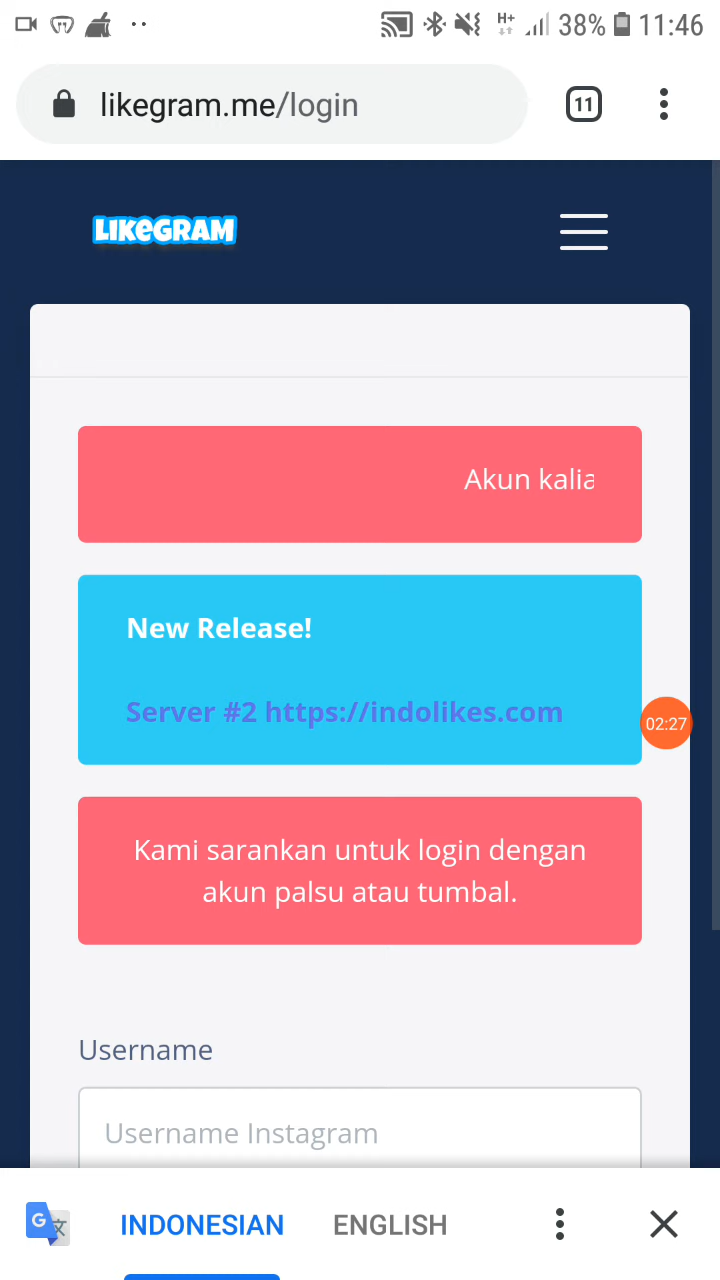 38% 11:46
likegram.me/login
11
LIKEGRAM
Akun kalia
New Release!
Server #2 https://indolikes.com
02:27
Kami sarankan untuk login dengan
akun palsu atau tumbal.
Username
Username Instagram
INDONESIAN ENGLISH